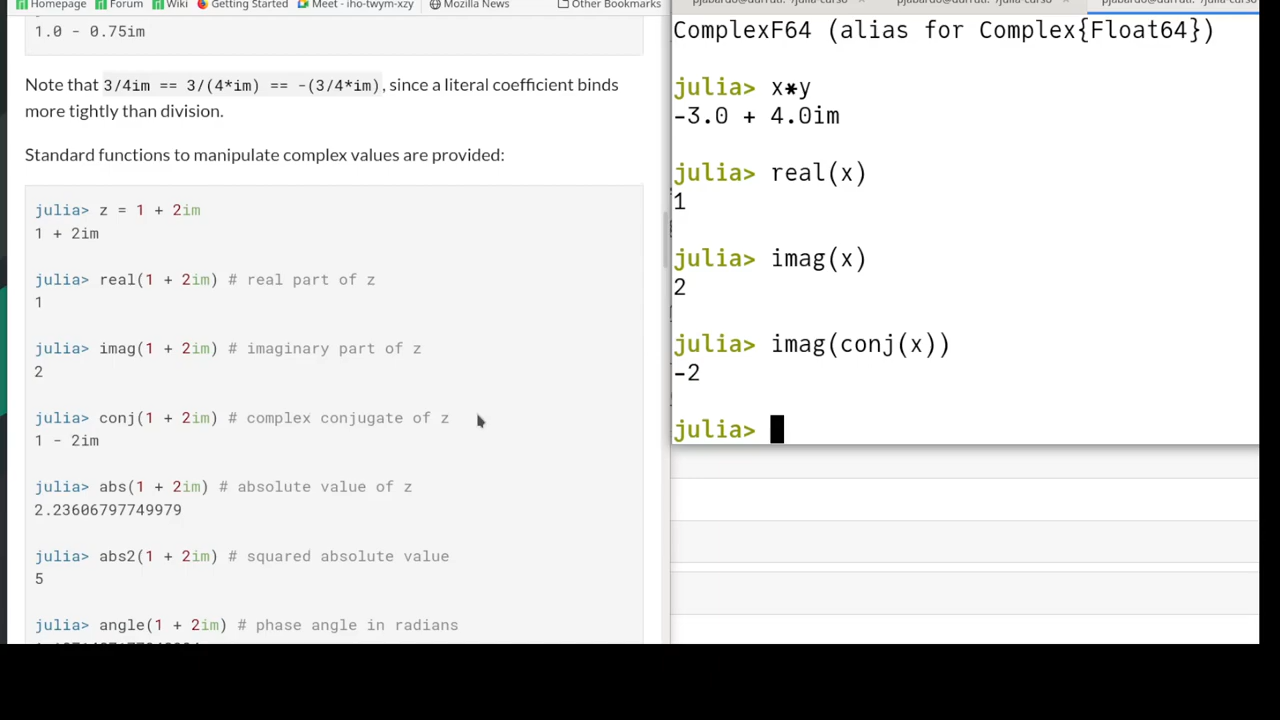 Homepage Forum Wiki Getting Started Meet - iho-twym-xzy Mozilla News Other Bookmarks
1.0 - 0.75im
Note that 3/4im == 3/(4*im) == -(3/4*im), since a literal coefficient binds
more tightly than division.
Standard functions to manipulate complex values are provided:
julia> z = 1 + 2im
1 + 2im
julia> real(1 + 2im) # real part of z
1
julia> imag(1 + 2im) # imaginary part of z
2
julia> conj(1 + 2im) # complex conjugate of z
1 - 2im
julia> abs(1 + 2im) # absolute value of z
2.23606797749979
julia> abs2(1 + 2im) # squared absolute value
5
julia> angle(1 + 2im) # phase angle in radians
ComplexF64 (alias for Complex{Float64})
julia> x*y
-3.0 + 4.0im
julia> real(x)
1
julia> imag(x)
2
julia> imag(conj(x))
-2
julia>